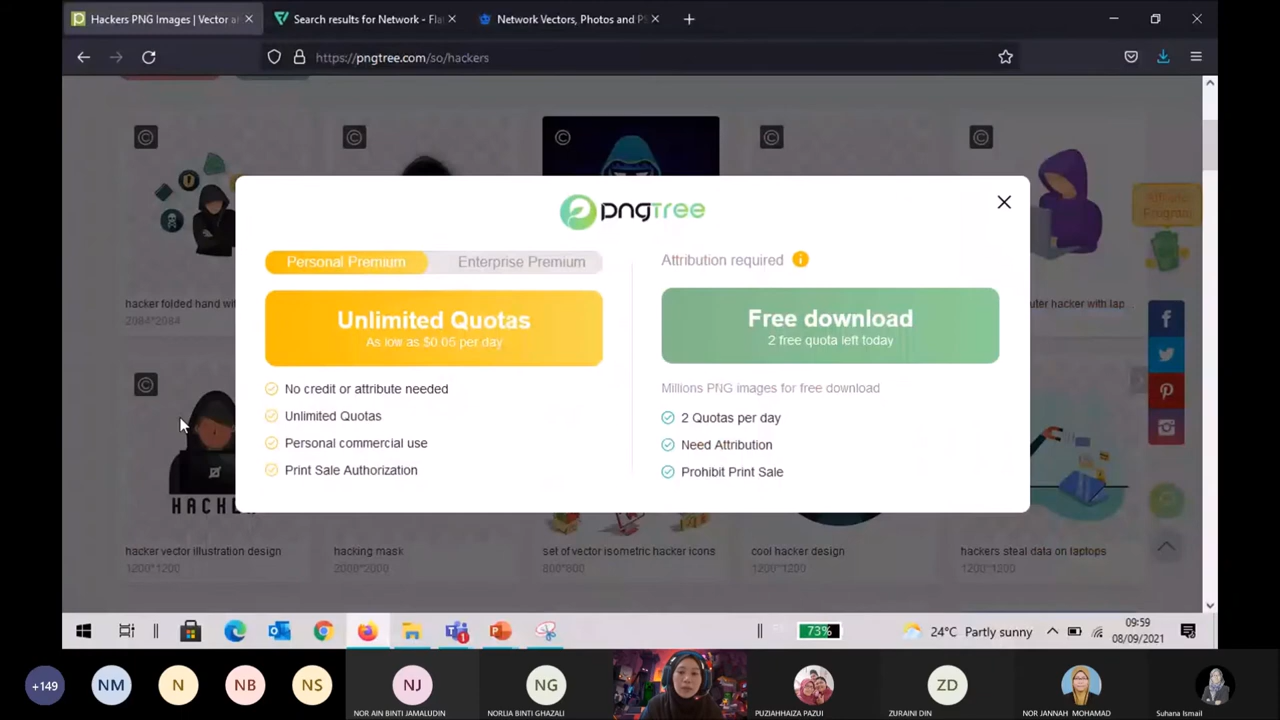 Hackers PNG Images | Vector a
Search results for Network - Fla
Network Vectors, Photos and PS
https://pngtree.com/so/hackers
pngtree
Personal Premium
Enterprise Premium
Unlimited Quotas
As low as $0.05 per day
No credit or attribute needed
Unlimited Quotas
Personal commercial use
Print Sale Authorization
Attribution required
Free download
2 free quota left today
Millions PNG images for free download
2 Quotas per day
Need Attribution
Prohibit Print Sale
Affiliate
Program
hacker folded hand wi
2084*2084
uter hacker with lap...
HACKE
hacker vector illustration design
1200*1200
hacking mask
2000*2000
set of vector isometric hacker icons
800*800
cool hacker design
1200*1200
hackers steal data on laptops
1200*1200
73%
24°C Partly sunny
09:59
08/09/2021
+149
NM
N
NB
NS
NJ
NOR AIN BINTI JAMALUDIN
NG
NORLIA BINTI GHAZALI
PUZIAHHAIZA PAZUI
ZD
ZURAINI DIN
NOR JANNAH MOHAMAD
Suhana Ismail